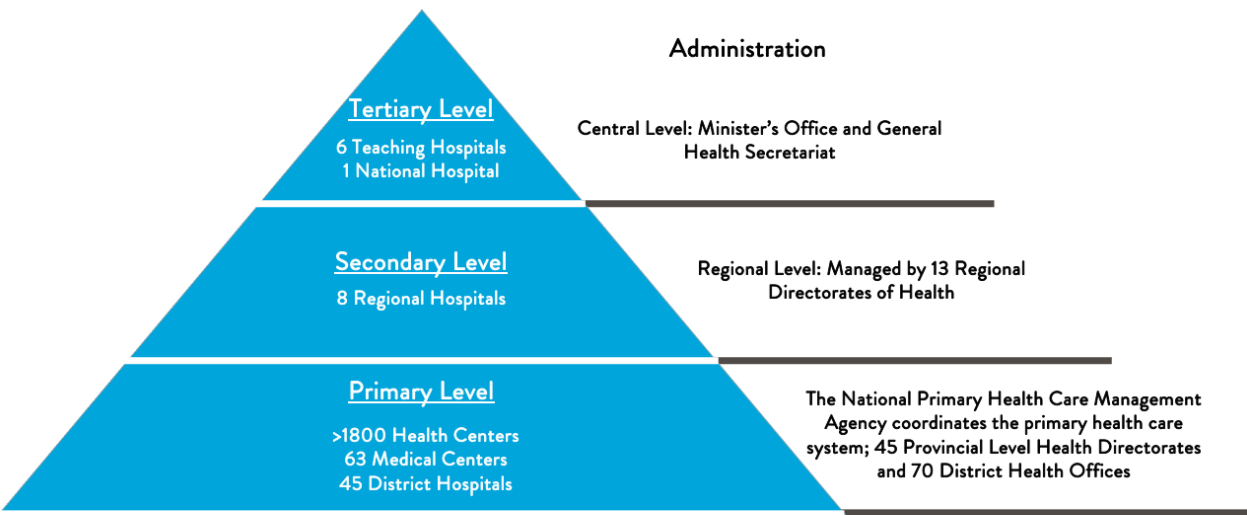 Administration
Tertiary Level
6 Teaching Hospitals
1 National Hospital
Central Level: Minister’s Office and General
Health Secretariat
Secondary Level
8 Regional Hospitals
Regional Level: Managed by 13 Regional
Directorates of Health
Primary Level
>1800 Health Centers
63 Medical Centers
45 District Hospitals
The National Primary Health Care Management
Agency coordinates the primary health care
system; 45 Provincial Level Health Directorates
and 70 District Health Offices